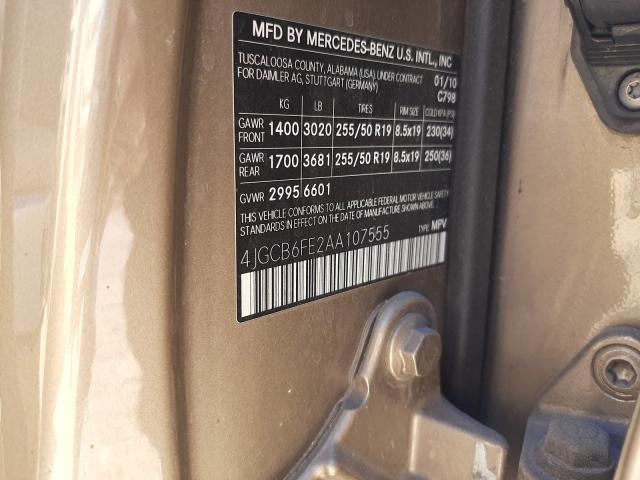 MFD BY MERCEDES-BENZ U.S. INTL., INC
TUSCALOOSA COUNTY, ALABAMA (USA) UNDER CONTRACT 01/10
FOR DAIMLER AG, STUTTGART (GERMANY) C798
KG LB TIRES RIM SIZE COLD KPA (PSI)
GAWR FRONT 1400 3020 255/50 R19 8.5x19 230(34)
GAWR REAR 1700 3681 255/50 R19 8.5x19 250(36)
GVWR 2995 6601
THIS VEHICLE CONFORMS TO ALL APPLICABLE FEDERAL MOTOR VEHICLE SAFETY
STANDARDS IN EFFECT ON THE DATE OF MANUFACTURE SHOWN ABOVE.
4JGCB6FE2AA107555 TYPE: MPV